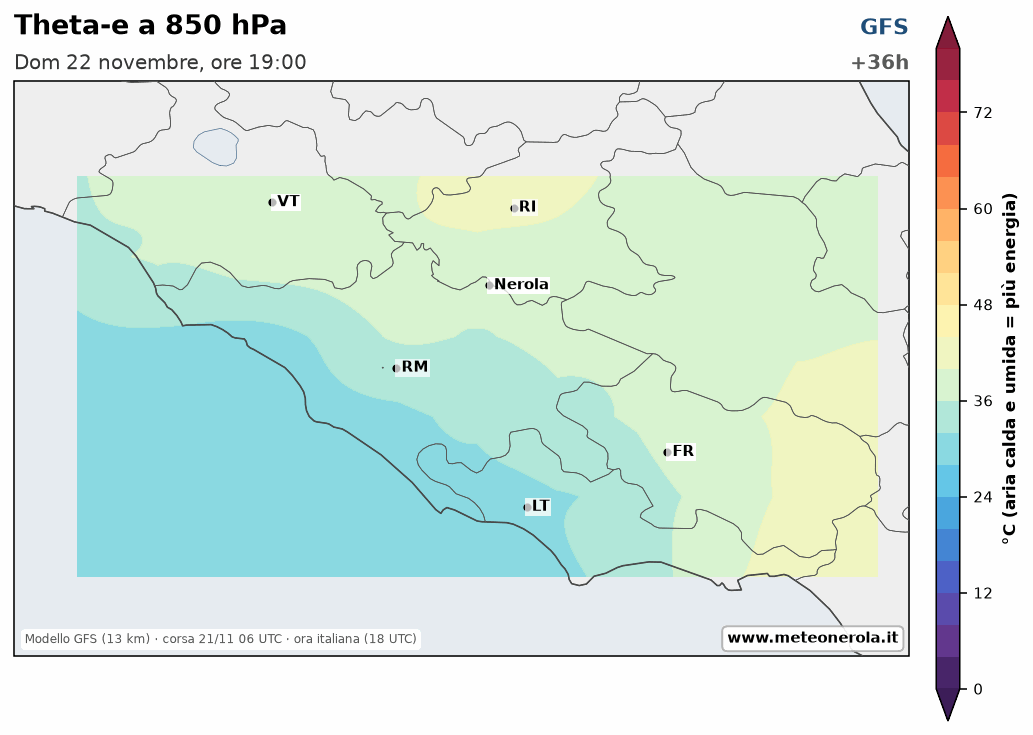 Theta-e a 850 hPa
GFS
Dom 22 novembre, ore 19:00
+36h
VT
RI
Nerola
RM
FR
LT
72
60
48
36
24
12
0
°C (aria calda e umida = più energia)
Modello GFS (13 km) · corsa 21/11 06 UTC · ora italiana (18 UTC)
www.meteonerola.it